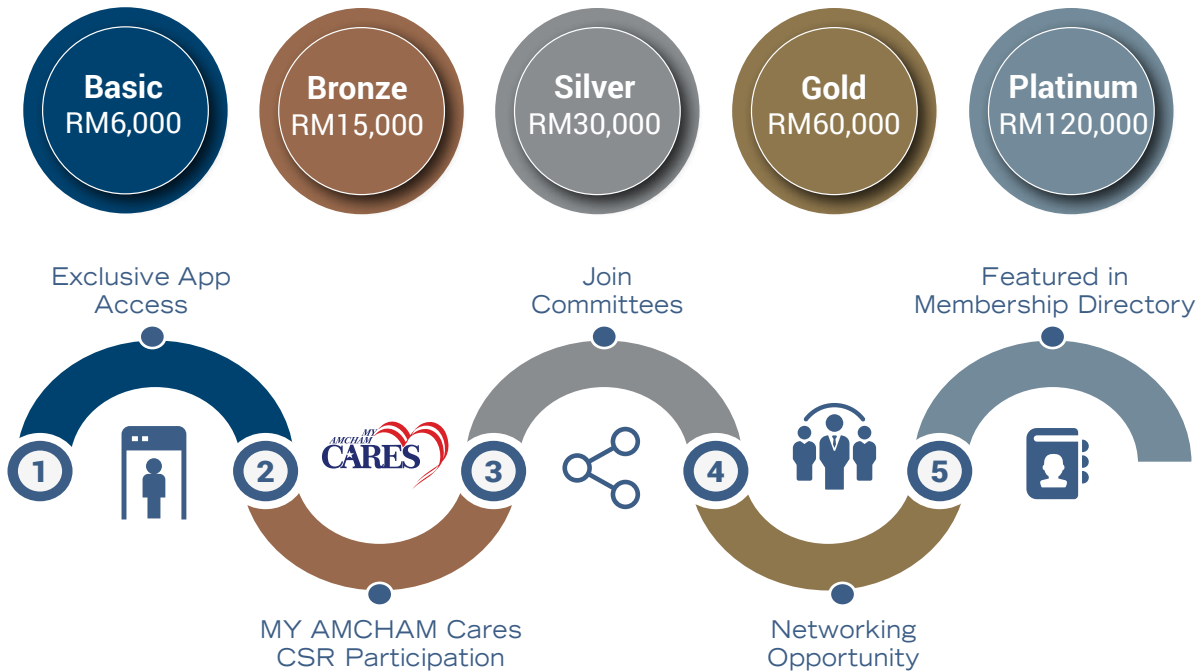 Basic
RM6,000
Bronze
RM15,000
Silver
RM30,000
Gold
RM60,000
Platinum
RM120,000
Exclusive App
Access
Join
Committees
Featured in
Membership Directory
1
2
MY
AMCHAM
CARES
3
4
5
MY AMCHAM Cares
CSR Participation
Networking
Opportunity